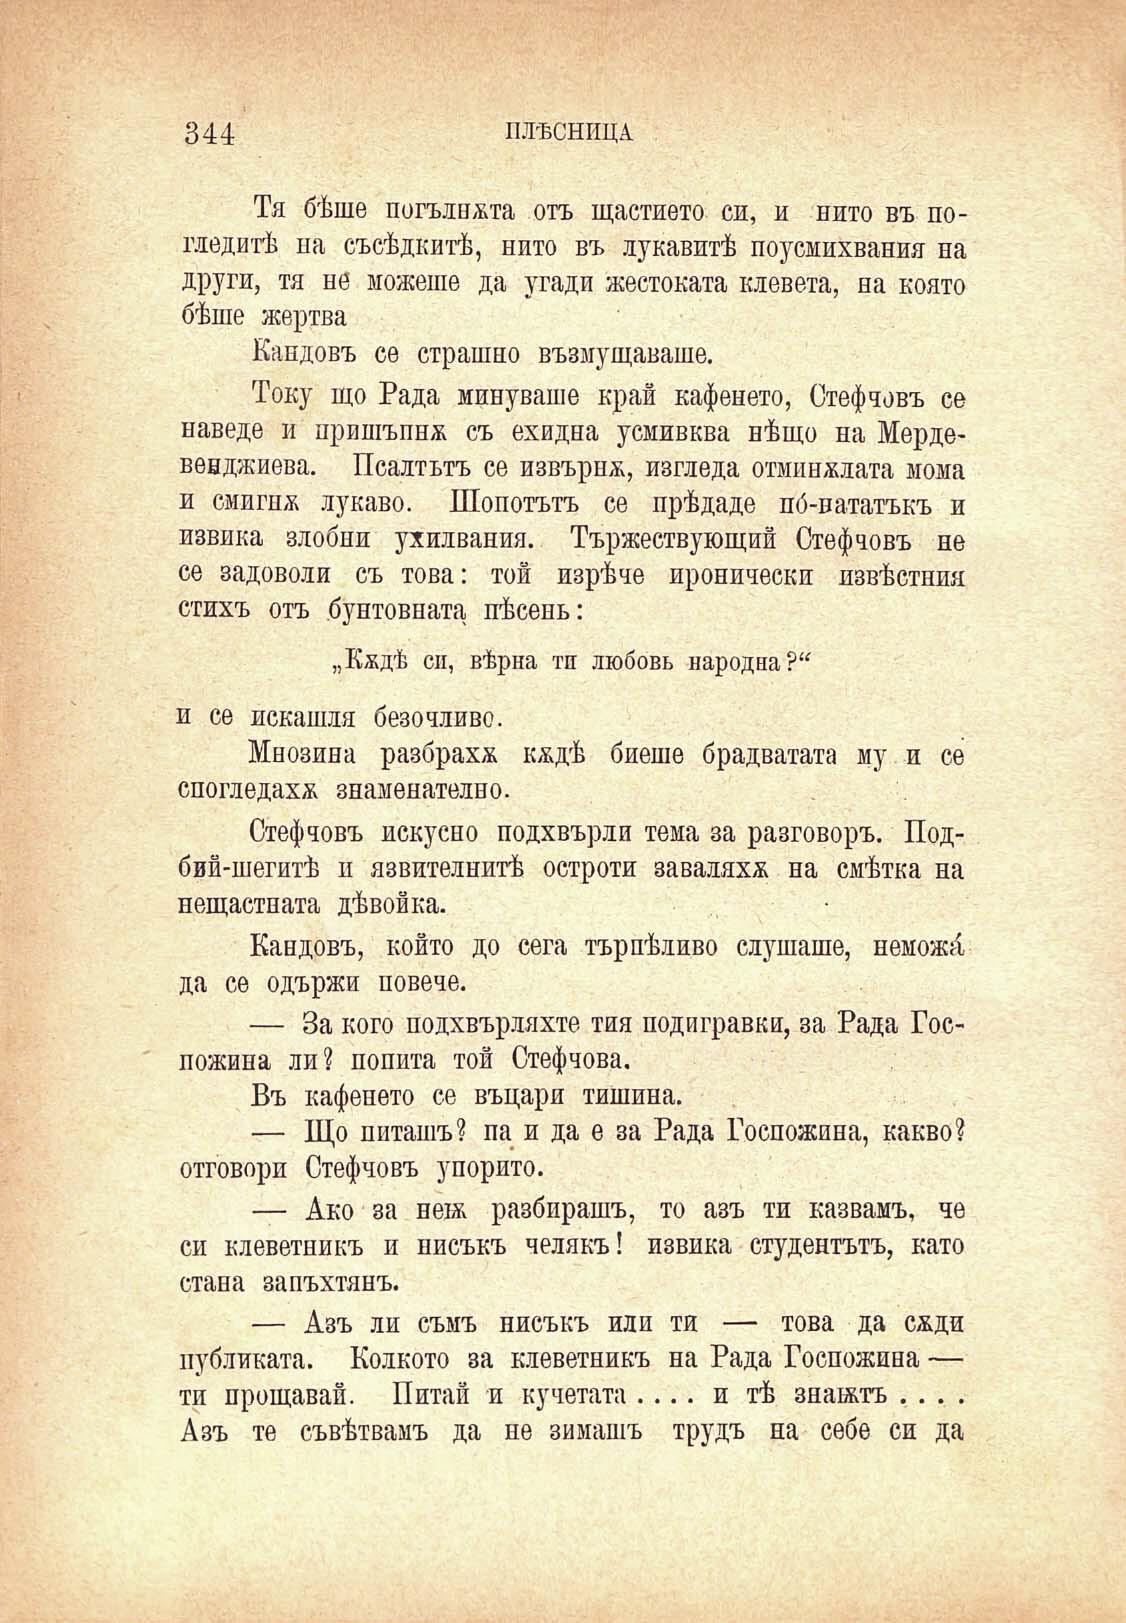 344
ПЛѢСНИЦА
Тя бѣше погълнѫта отъ щастието си, и нито въ по-
гледитѣ на съсѣдкитѣ, нито въ лукавитѣ поусмихвания на
други, тя не можеше да угади жестоката клевета, на която
бѣше жертва
Кандовъ се страшно възмущаваше.
Току що Рада минуваше край кафенето, Стефчовъ се
наведе и пришъпнѫ съ ехидна усмивква нѣщо на Мерде-
венджиева. Псалтътъ се извърнѫ, изгледа отминѫлата мома
и смигнѫ лукаво. Шопотътъ се прѣдаде по́-нататъкъ и
извика злобни ухилвания. Тържествующий Стефчовъ не
се задоволи съ това: той изрѣче иронически извѣстния
стихъ отъ бунтовната пѣсень:
„Кѫдѣ си, вѣрна ти любовь народна?“
и се искашля безочливо.
Мнозина разбрахѫ кѫдѣ биеше брадватата му и се
спогледахѫ знаменателно.
Стефчовъ искусно подхвърли тема за разговоръ. Под-
бий-шегитѣ и язвителнитѣ остроти заваляхѫ на смѣтка на
нещастната дѣвойка.
Кандовъ, който до сега търпѣливо слушаше, неможа́
да се одържи повече.
— За кого подхвърляхте тия подигравки, за Рада Гос-
пожина ли? попита той Стефчова.
Въ кафенето се въцари тишина.
— Що питашъ? па и да е за Рада Госпожина, какво?
отговори Стефчовъ упорито.
— Ако за неѭ разбирашъ, то азъ ти казвамъ, че
си клеветникъ и нисъкъ челякъ! извика студентътъ, като
стана запъхтянъ.
— Азъ ли съмъ нисъкъ или ти — това да сѫди
публиката. Колкото за клеветникъ на Рада Госпожина —
ти прощавай. Питай и кучетата . . . . и тѣ знаѭтъ . . . .
Азъ те съвѣтвамъ да не зимашъ трудъ на себе си да